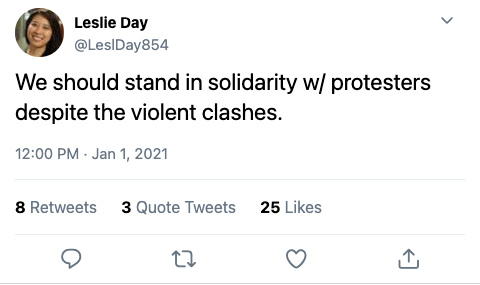 Leslie Day
@LeslDay854
We should stand in solidarity w/ protesters
despite the violent clashes.
12:00 PM · Jan 1, 2021
8 Retweets 3 Quote Tweets 25 Likes